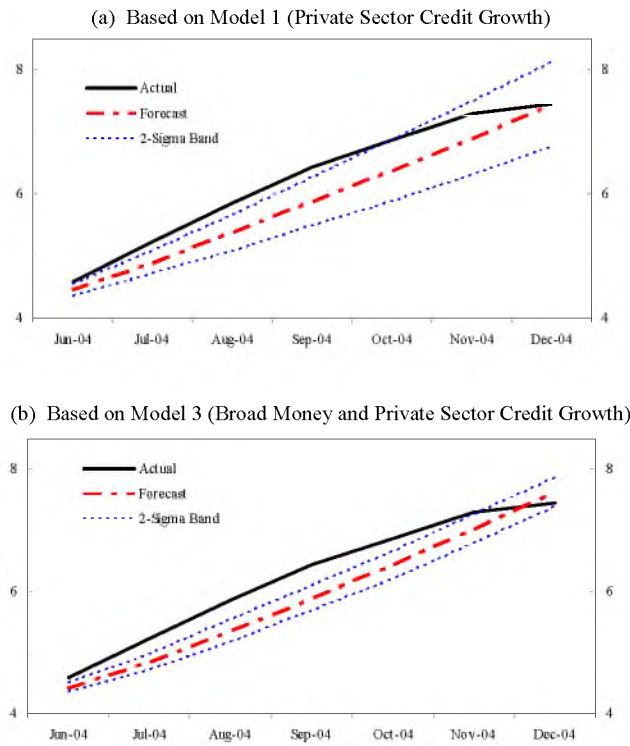 (a) Based on Model 1 (Private Sector Credit Growth)
8 8
Actual
Forecast
2-Sigma Band
6 6
4 4
Jun-04 Jul-04 Aug-04 Sep-04 Oct-04 Nov-04 Dec-04
(b) Based on Model 3 (Broad Money and Private Sector Credit Growth)
8 8
Actual
Forecast
2-Sigma Band
6 6
4 4
Jun-04 Jul-04 Aug-04 Sep-04 Oct-04 Nov-04 Dec-04